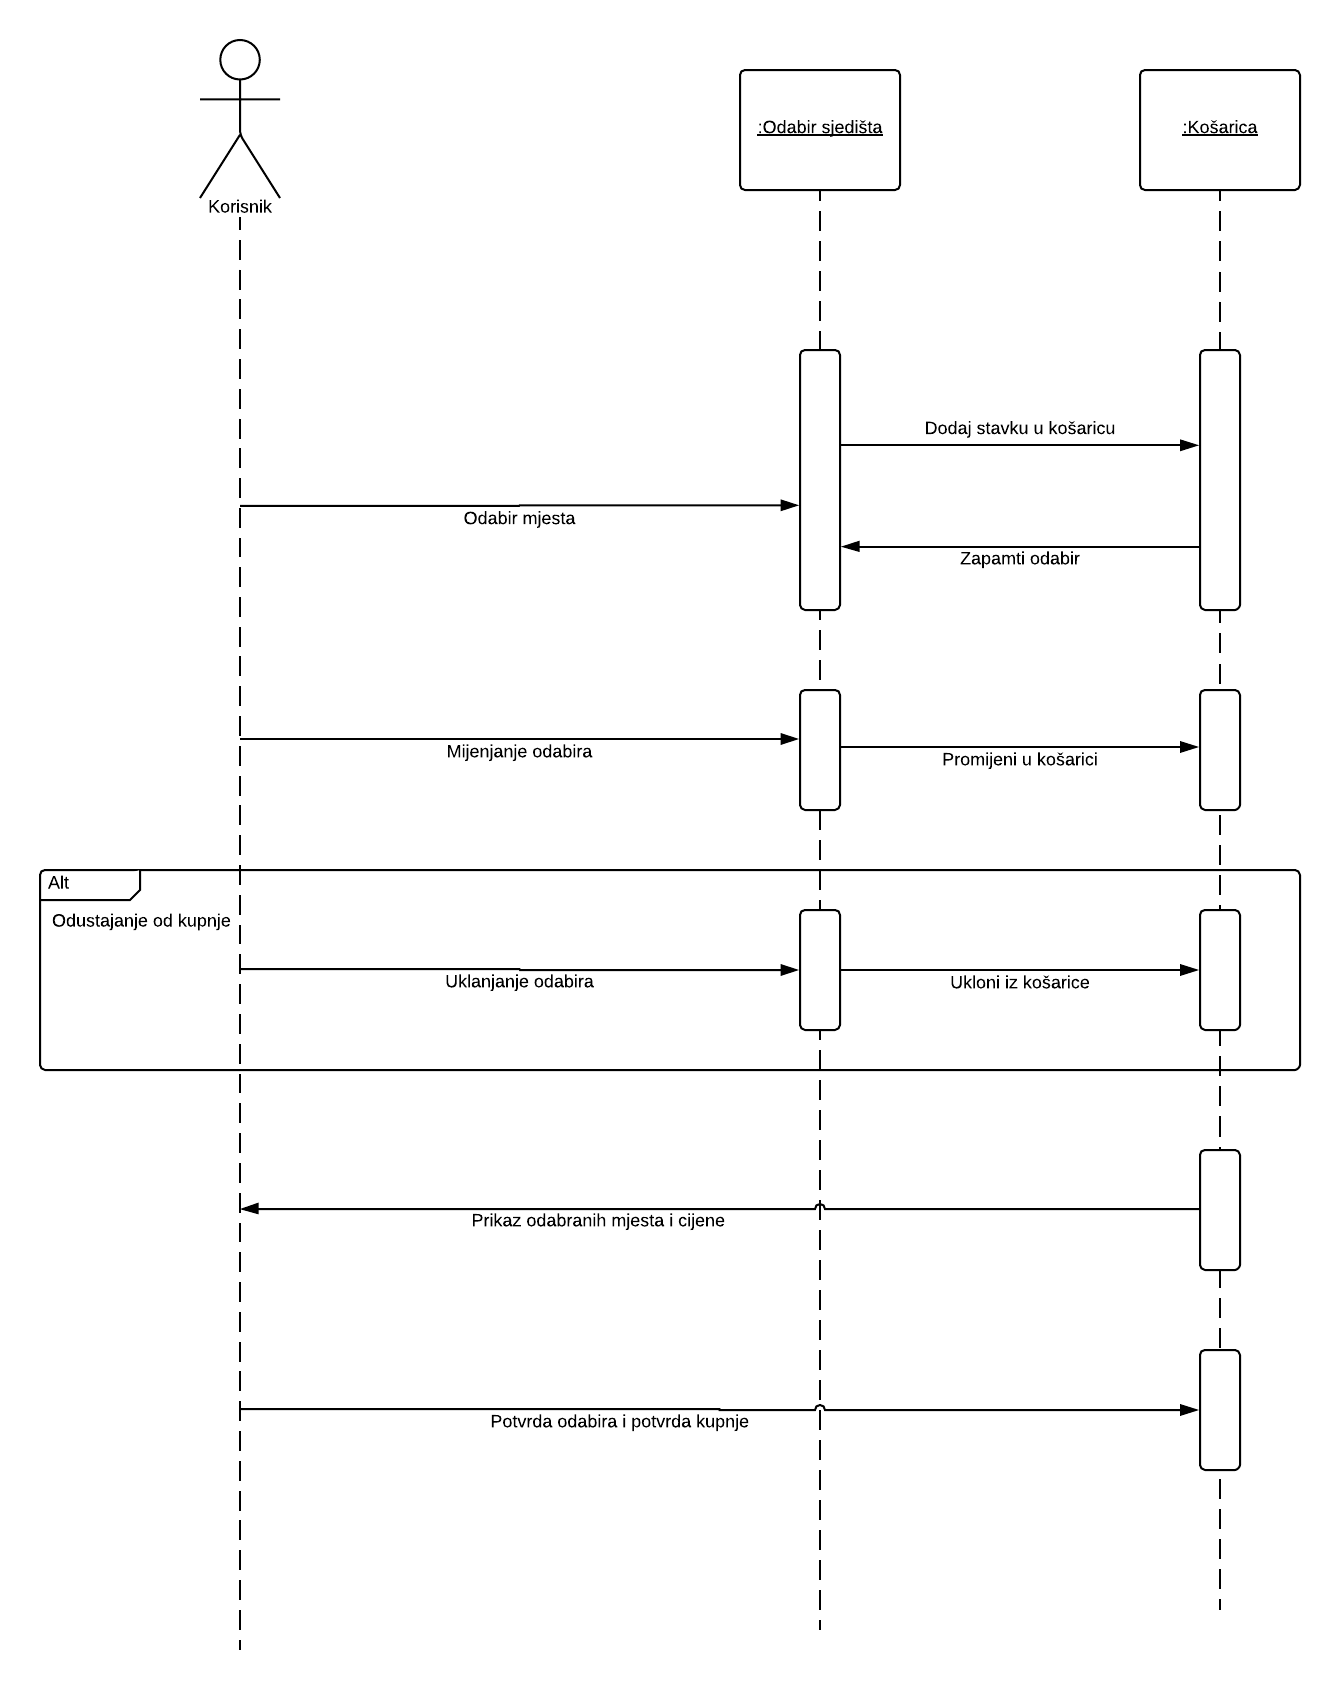 Korisnik
:Odabir sjedišta
:Košarica
Dodaj stavku u košaricu
Odabir mjesta
Zapamti odabir
Mijenjanje odabira
Promijeni u košarici
Alt
Odustajanje od kupnje
Uklanjanje odabira
Ukloni iz košarice
Prikaz odabranih mjesta i cijene
Potvrda odabira i potvrda kupnje